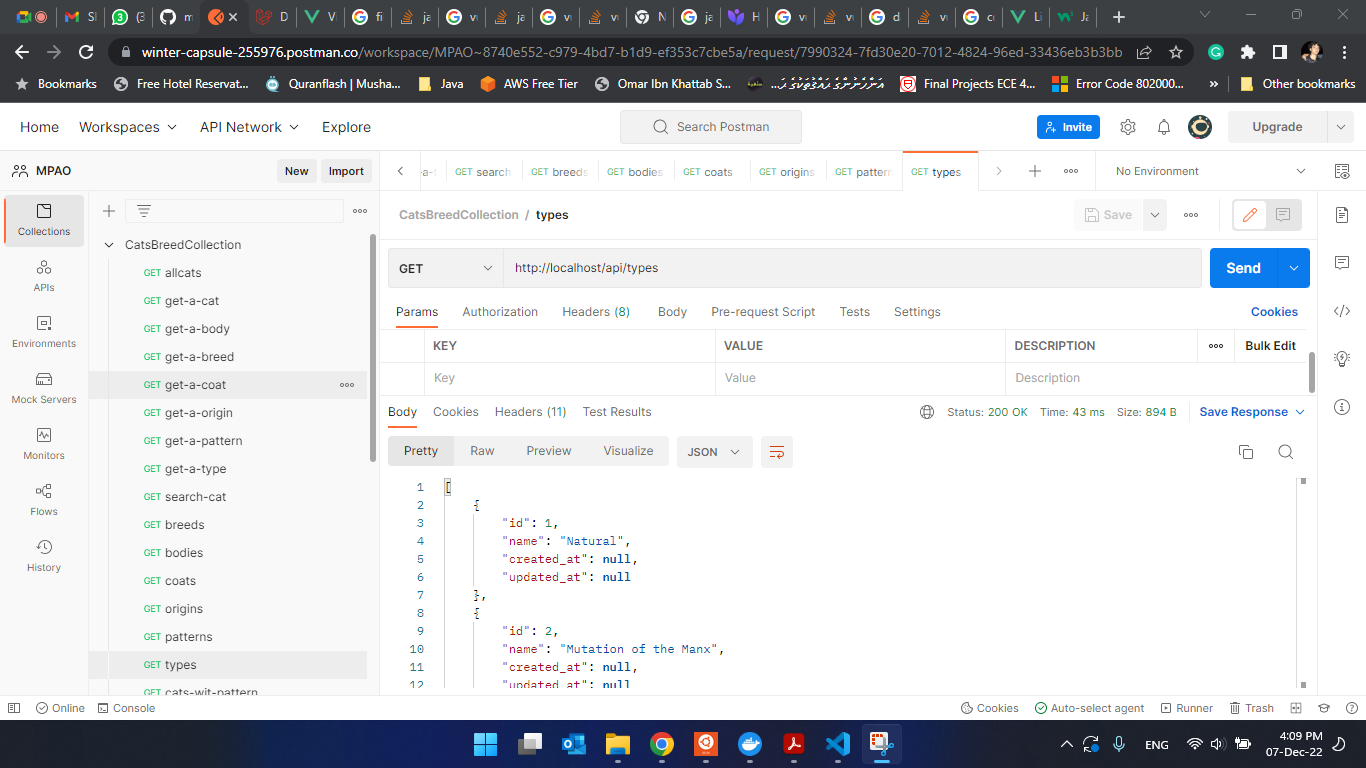 (3
winter-capsule-255976.postman.co/workspace/MPAO~8740e552-c979-4bd7-b1d9-ef353c7cbe5a/request/7990324-7fd30e20-7012-4824-96ed-33436eb3b3bb
Bookmarks Free Hotel Reservat... Quranflash | Musha... Java AWS Free Tier Omar Ibn Khattab S... Final Projects ECE 4... Error Code 802000... » Other bookmarks
Home Workspaces API Network Explore Search Postman Invite Upgrade
MPAO New Import GET search GET breeds GET bodies GET coats GET origins GET pattern GET types No Environment
Collections
APIs
Environments
Mock Servers
Monitors
Flows
History
CatsBreedCollection
GET allcats
GET get-a-cat
GET get-a-body
GET get-a-breed
GET get-a-coat
GET get-a-origin
GET get-a-pattern
GET get-a-type
GET search-cat
GET breeds
GET bodies
GET coats
GET origins
GET patterns
GET types
GET cats-wit-pattern
CatsBreedCollection / types Save
GET http://localhost/api/types Send
Params Authorization Headers (8) Body Pre-request Script Tests Settings Cookies
KEY VALUE DESCRIPTION Bulk Edit
Key Value Description
Body Cookies Headers (11) Test Results Status: 200 OK Time: 43 ms Size: 894 B Save Response
Pretty Raw Preview Visualize JSON
1 [
2 {
3 "id": 1,
4 "name": "Natural",
5 "created_at": null,
6 "updated_at": null
7 },
8 {
9 "id": 2,
10 "name": "Mutation of the Manx",
11 "created_at": null,
12 "updated_at": null
Online Console Cookies Auto-select agent Runner Trash
ENG 4:09 PM
07-Dec-22